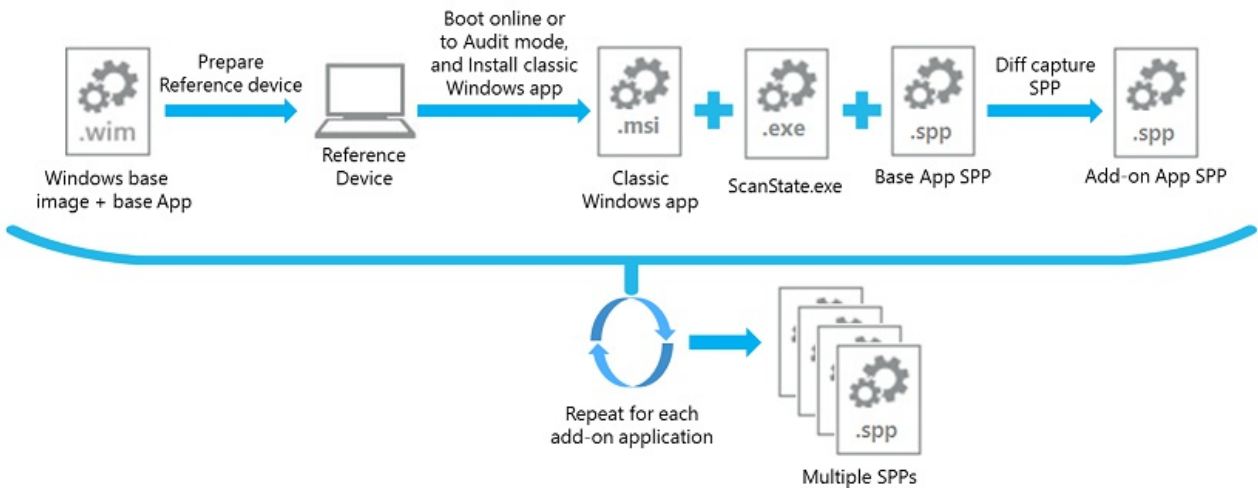 .wim
Windows base
image + base App
Prepare
Reference device
Reference
Device
Boot online or
to Audit mode,
and Install classic
Windows app
.msi
Classic
Windows app
.exe
ScanState.exe
.spp
Base App SPP
Diff capture
SPP
.spp
Add-on App SPP
Repeat for each
add-on application
.spp
Multiple SPPs